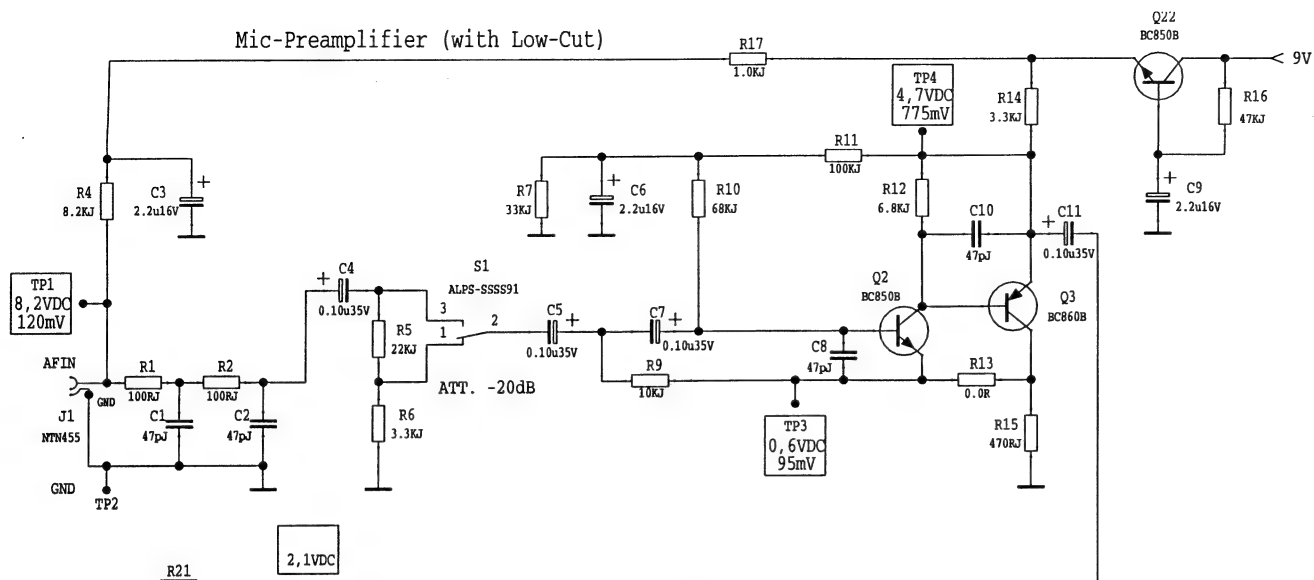 Mic-Preamplifier (with Low-Cut)
Q22
BC850B
9V
R17
1.0KJ
TP4
4,7VDC
775mV
R14
3.3KJ
R16
47KJ
R4
8.2KJ
C3
+
2.2u16V
R7
33KJ
C6
+
2.2u16V
R10
68KJ
R11
100KJ
R12
6.8KJ
C10
47pJ
C11
+
0.10u35V
C9
+
2.2u16V
TP1
8,2VDC
120mV
C4
+
0.10u35V
S1
ALPS-SSSS91
3
2
1
R5
22KJ
C5
+
0.10u35V
C7
+
0.10u35V
Q2
BC850B
Q3
BC860B
C8
47pJ
AFIN
R1
100RJ
R2
100RJ
ATT. -20dB
R9
10KJ
R13
0.0R
J1
NTN455
GND
C1
47pJ
C2
47pJ
R6
3.3KJ
TP3
0,6VDC
95mV
R15
470RJ
GND
TP2
2,1VDC
R21